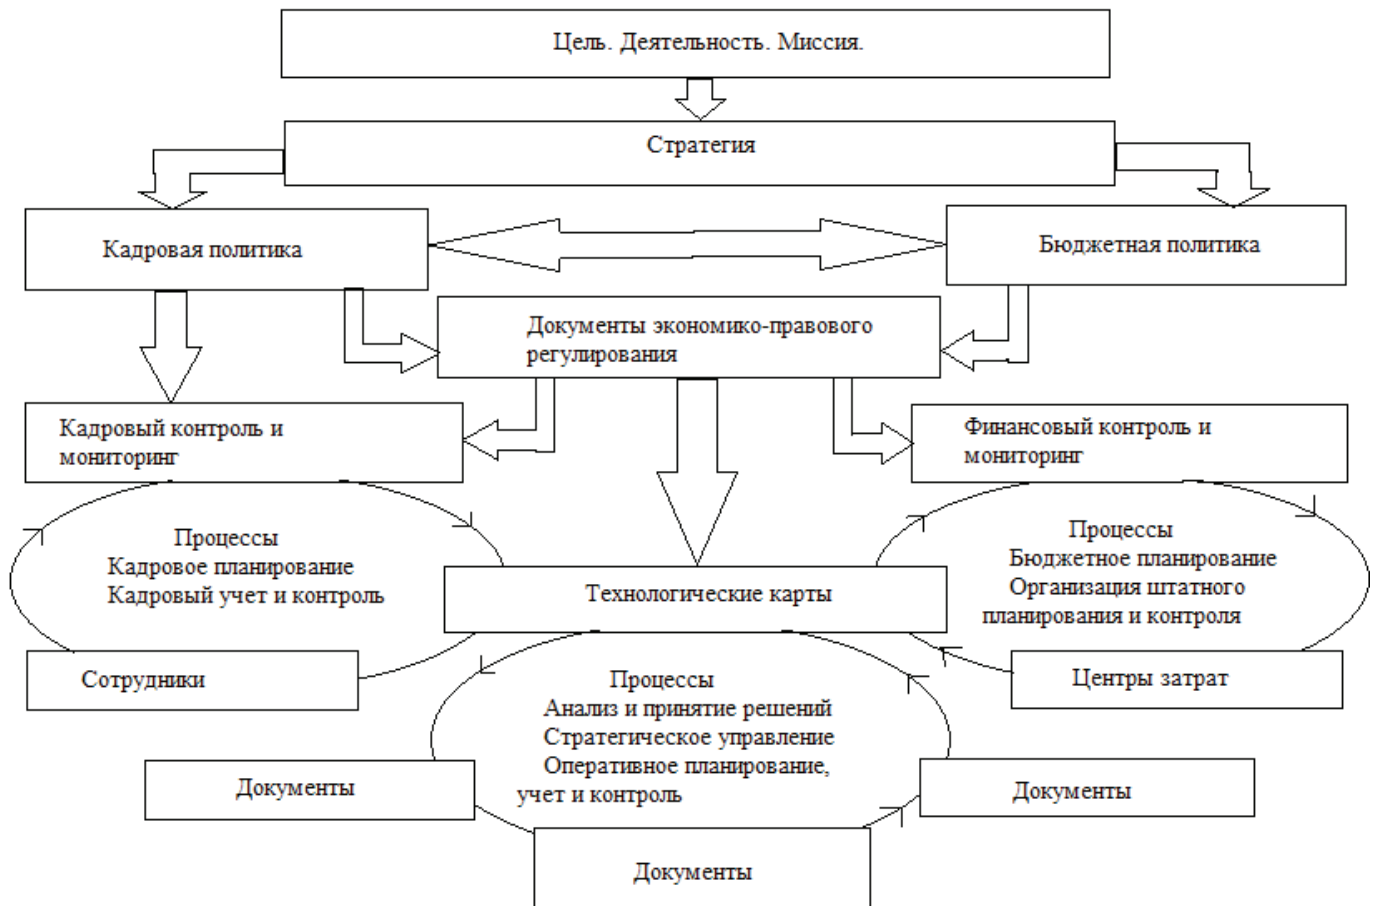 Цель. Деятельность. Миссия.
Стратегия
Кадровая политика
Бюджетная политика
Документы экономико-правового
регулирования
Кадровый контроль и
мониторинг
Финансовый контроль и
мониторинг
Процессы
Кадровое планирование
Кадровый учет и контроль
Процессы
Бюджетное планирование
Организация штатного
планирования и контроля
Технологические карты
Сотрудники
Центры затрат
Процессы
Анализ и принятие решений
Стратегическое управление
Оперативное планирование,
учет и контроль
Документы
Документы
Документы